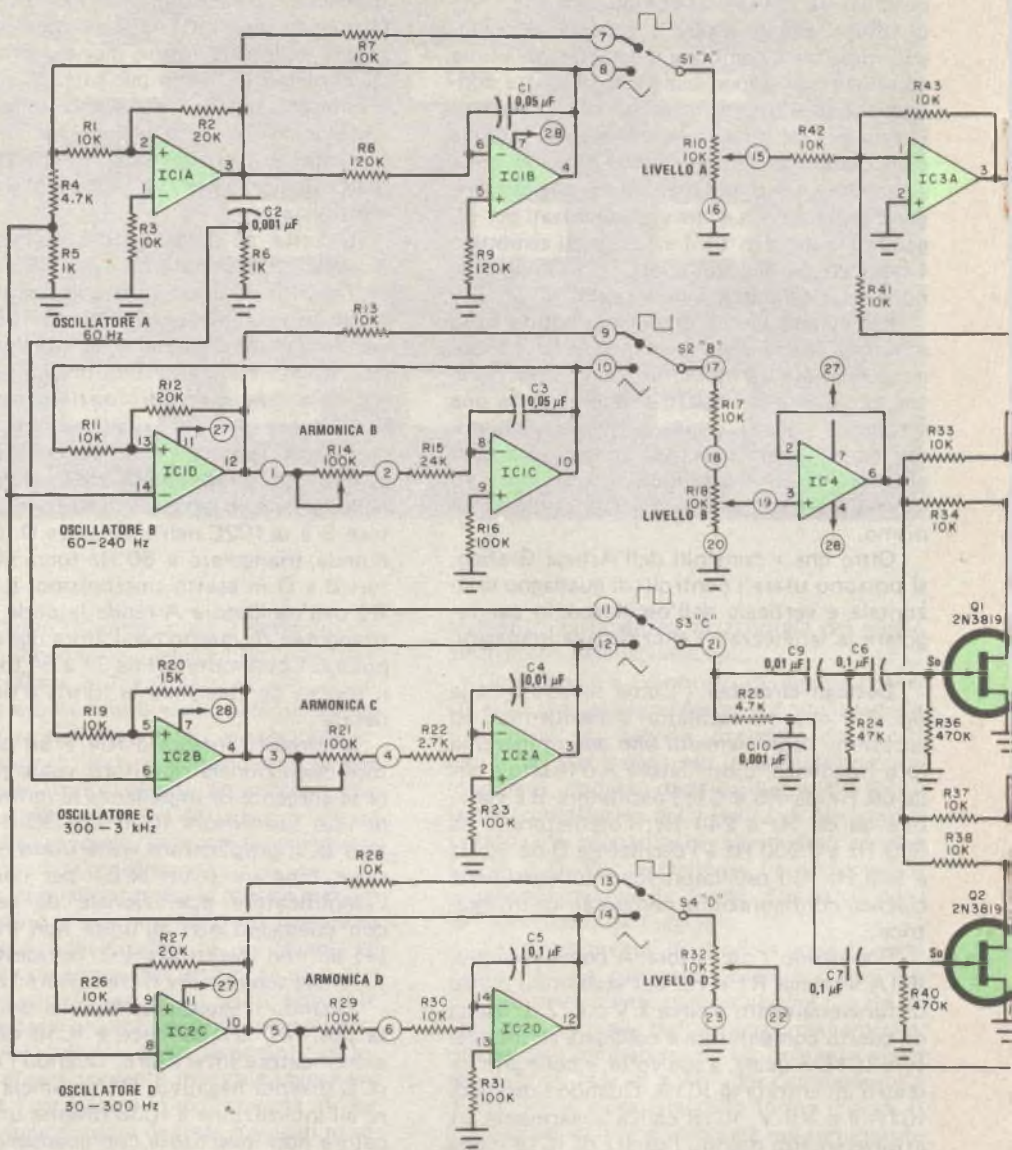 R7
10K
7
8
S1 "A"
R1
10K
R2
20K
2
3
1
IC1A
R4
4.7K
R3
10K
R5
1K
C2
0,001 µF
R6
1K
R8
120K
C1
0,05 µF
28
7
6
5
4
IC1B
R9
120K
R10
10K
LIVELLO A
15
16
R42
10K
R43
10K
1
2
3
IC3A
R41
10K
OSCILLATORE A
60 Hz
R13
10K
9
10
S2 "B"
17
R12
20K
R11
10K
13
14
11
27
12
IC1D
ARMONICA B
1
R14
100K
2
R15
24K
C3
0,05 µF
8
9
10
IC1C
R16
100K
R17
10K
18
R18
10K
LIVELLO B
19
20
27
2
3
7
4
6
IC4
28
R33
10K
R34
10K
OSCILLATORE B
60-240 Hz
11
12
S3 "C"
21
R20
15K
R19
10K
5
6
7
28
4
IC2B
ARMONICA C
3
R21
100K
4
R22
2.7K
C4
0,01 µF
1
2
3
IC2A
R23
100K
C9
0,01 µF
C6
0,1 µF
R25
4.7K
C10
0,001 µF
R24
47K
R36
470K
So
Q1
2N3819
OSCILLATORE C
300-3 kHz
R37
10K
R38
10K
R28
10K
13
14
S4 "D"
R27
20K
R26
10K
9
8
11
27
10
IC2C
ARMONICA D
5
R29
100K
6
R30
10K
C5
0,1 µF
14
13
12
IC2D
R31
100K
R32
10K
LIVELLO D
23
22
C7
0,1 µF
R40
470K
So
Q2
2N3819
OSCILLATORE D
30-300 Hz